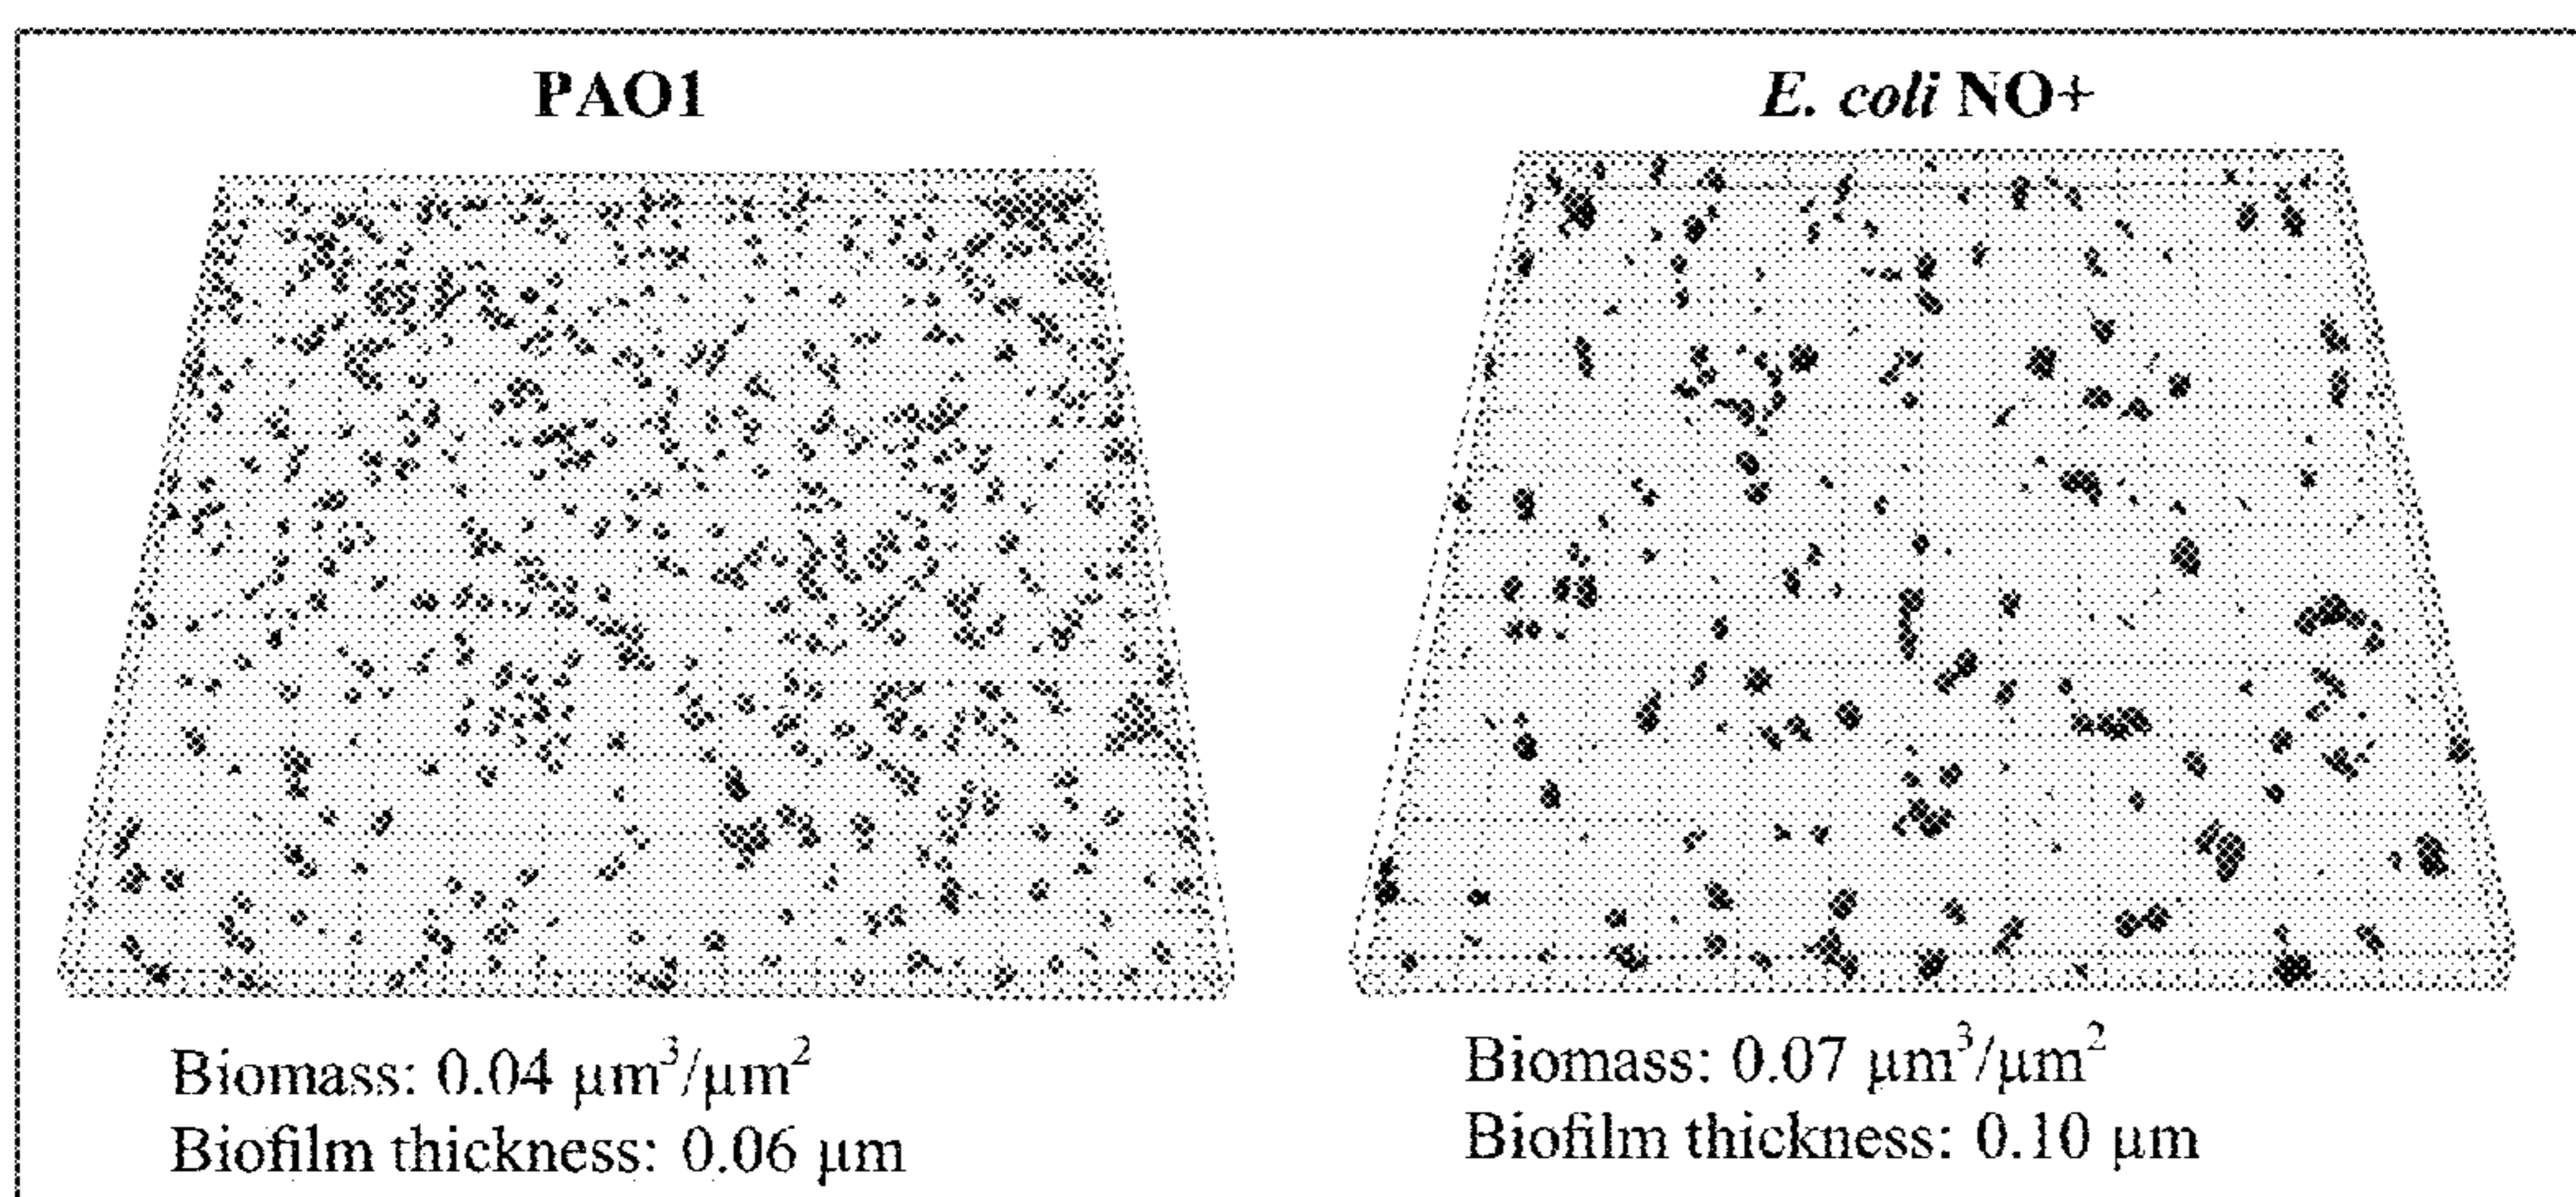 PAO1
E. coli NO+
Biomass: 0.04 μm³/μm²
Biofilm thickness: 0.06 μm
Biomass: 0.07 μm³/μm²
Biofilm thickness: 0.10 μm